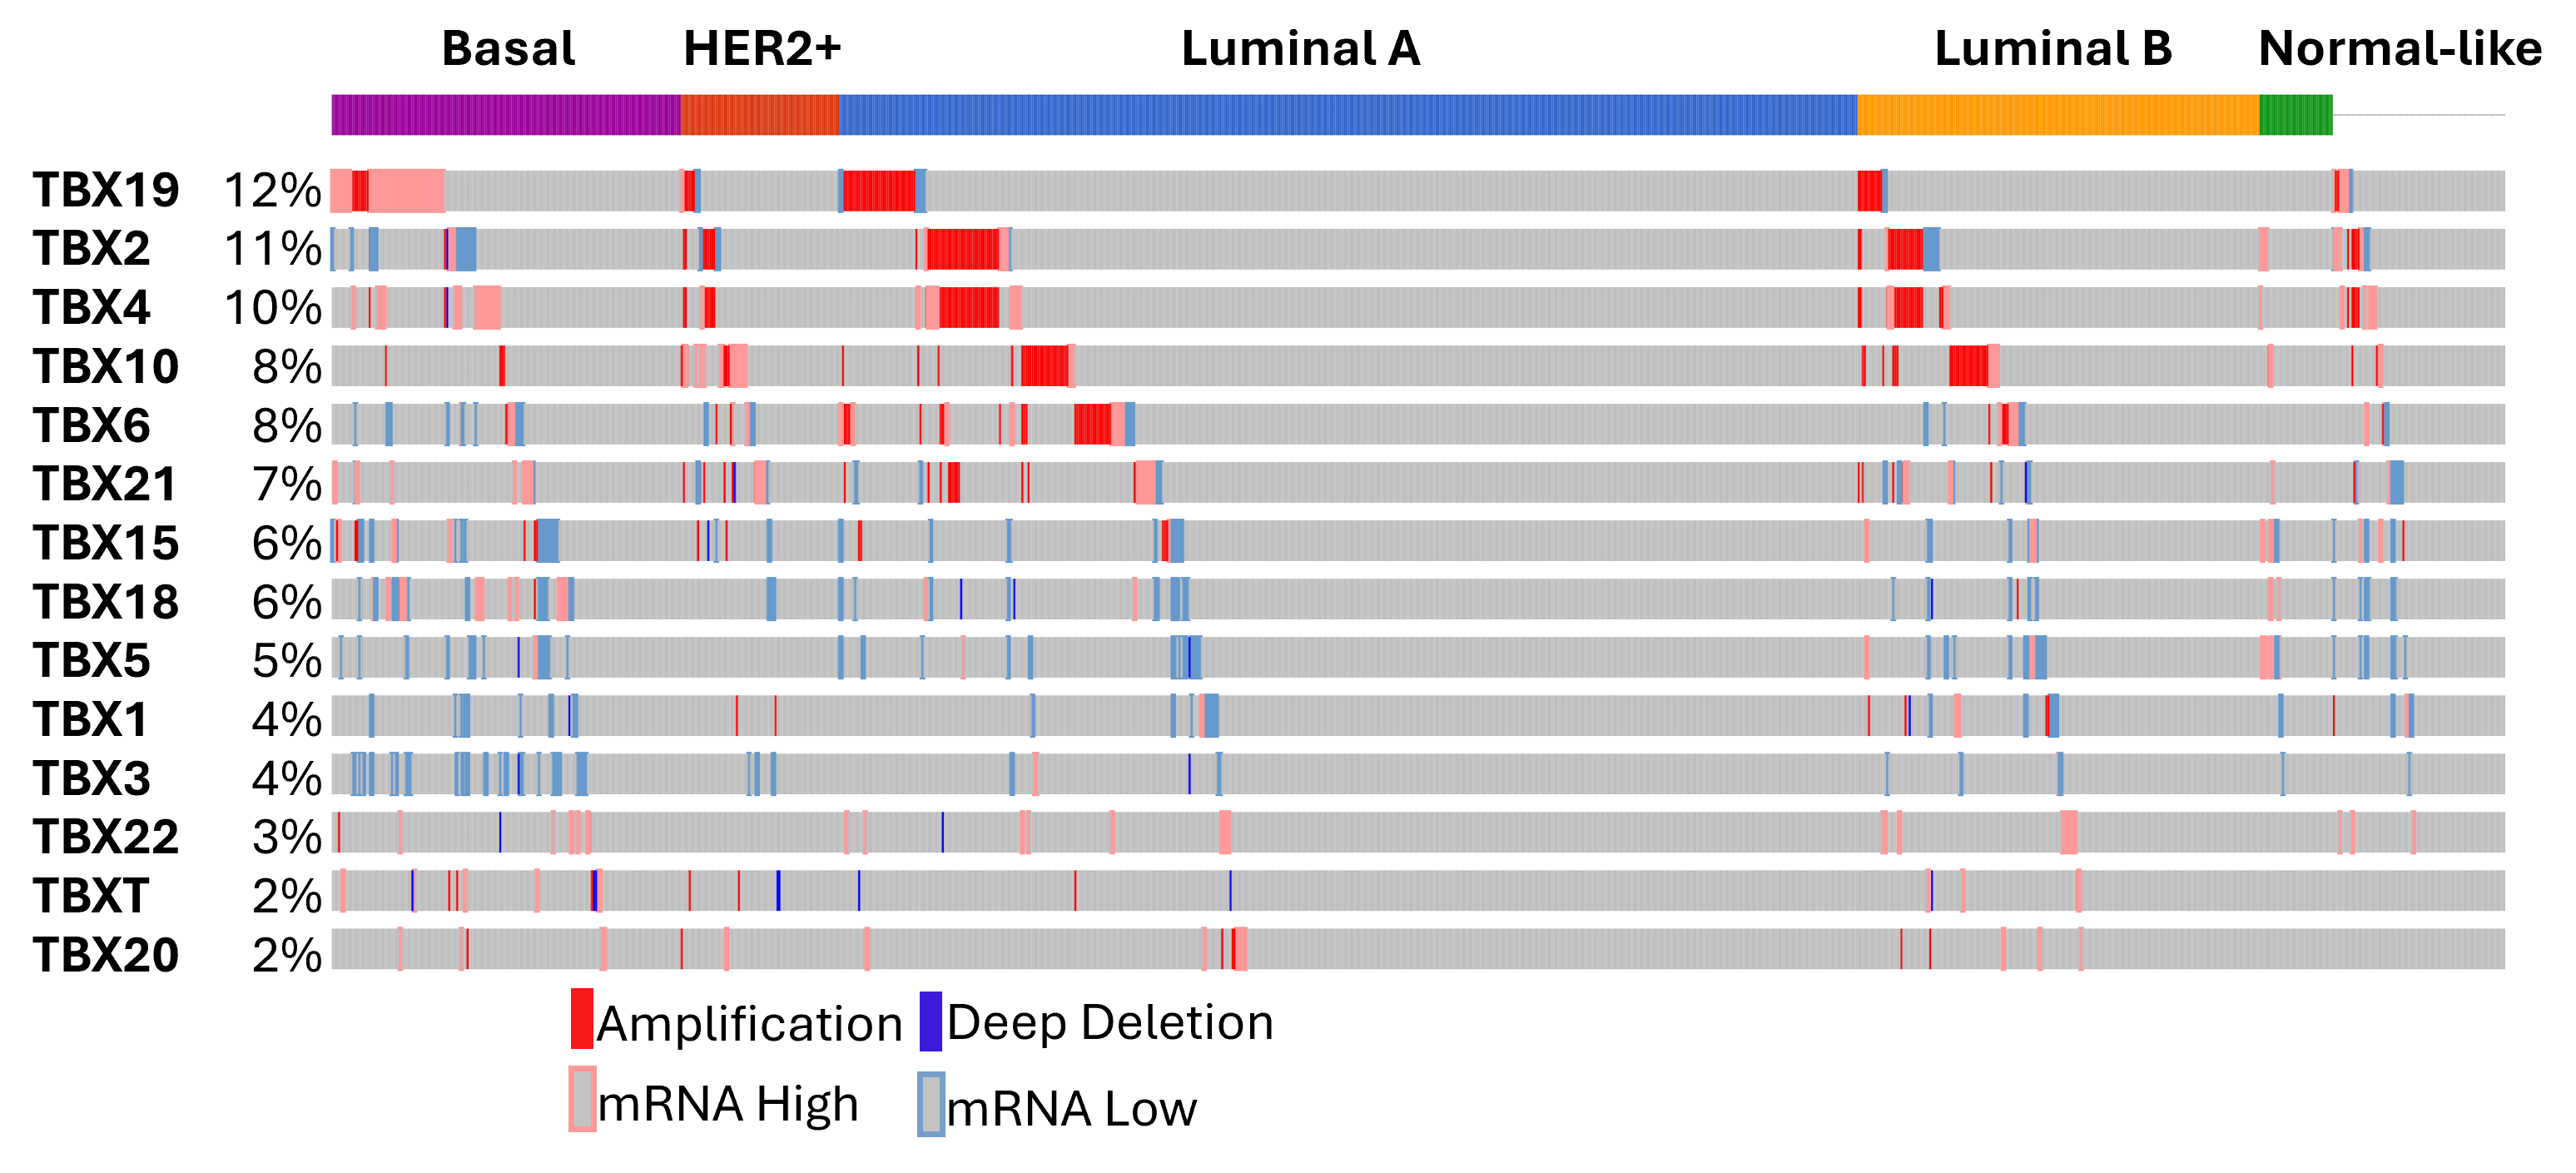 Basal HER2+ Luminal A Luminal B Normal-like
TBX19 12%
TBX2 11%
TBX4 10%
TBX10 8%
TBX6 8%
TBX21 7%
TBX15 6%
TBX18 6%
TBX5 5%
TBX1 4%
TBX3 4%
TBX22 3%
TBXT 2%
TBX20 2%
Amplification Deep Deletion
mRNA High mRNA Low